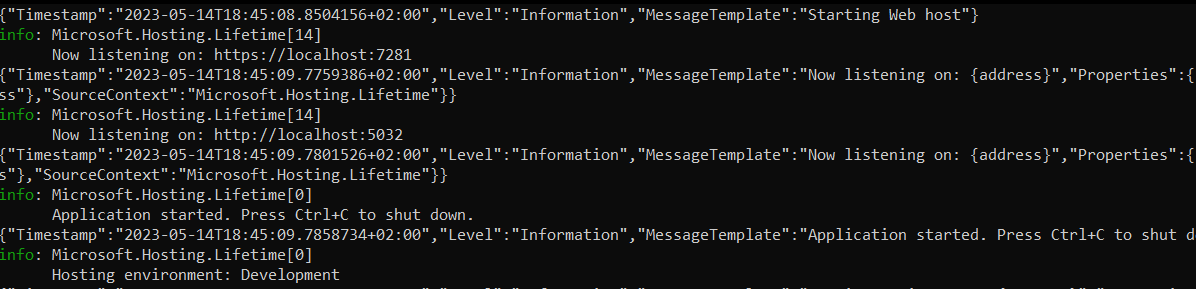 {"Timestamp":"2023-05-14T18:45:08.8504156+02:00","Level":"Information","MessageTemplate":"Starting Web host"}
info: Microsoft.Hosting.Lifetime[14]
      Now listening on: https://localhost:7281
{"Timestamp":"2023-05-14T18:45:09.7759386+02:00","Level":"Information","MessageTemplate":"Now listening on: {address}","Properties":{
ss"},"SourceContext":"Microsoft.Hosting.Lifetime"}}
info: Microsoft.Hosting.Lifetime[14]
      Now listening on: http://localhost:5032
{"Timestamp":"2023-05-14T18:45:09.7801526+02:00","Level":"Information","MessageTemplate":"Now listening on: {address}","Properties":{
s"},"SourceContext":"Microsoft.Hosting.Lifetime"}}
info: Microsoft.Hosting.Lifetime[0]
      Application started. Press Ctrl+C to shut down.
{"Timestamp":"2023-05-14T18:45:09.7858734+02:00","Level":"Information","MessageTemplate":"Application started. Press Ctrl+C to shut d
info: Microsoft.Hosting.Lifetime[0]
      Hosting environment: Development